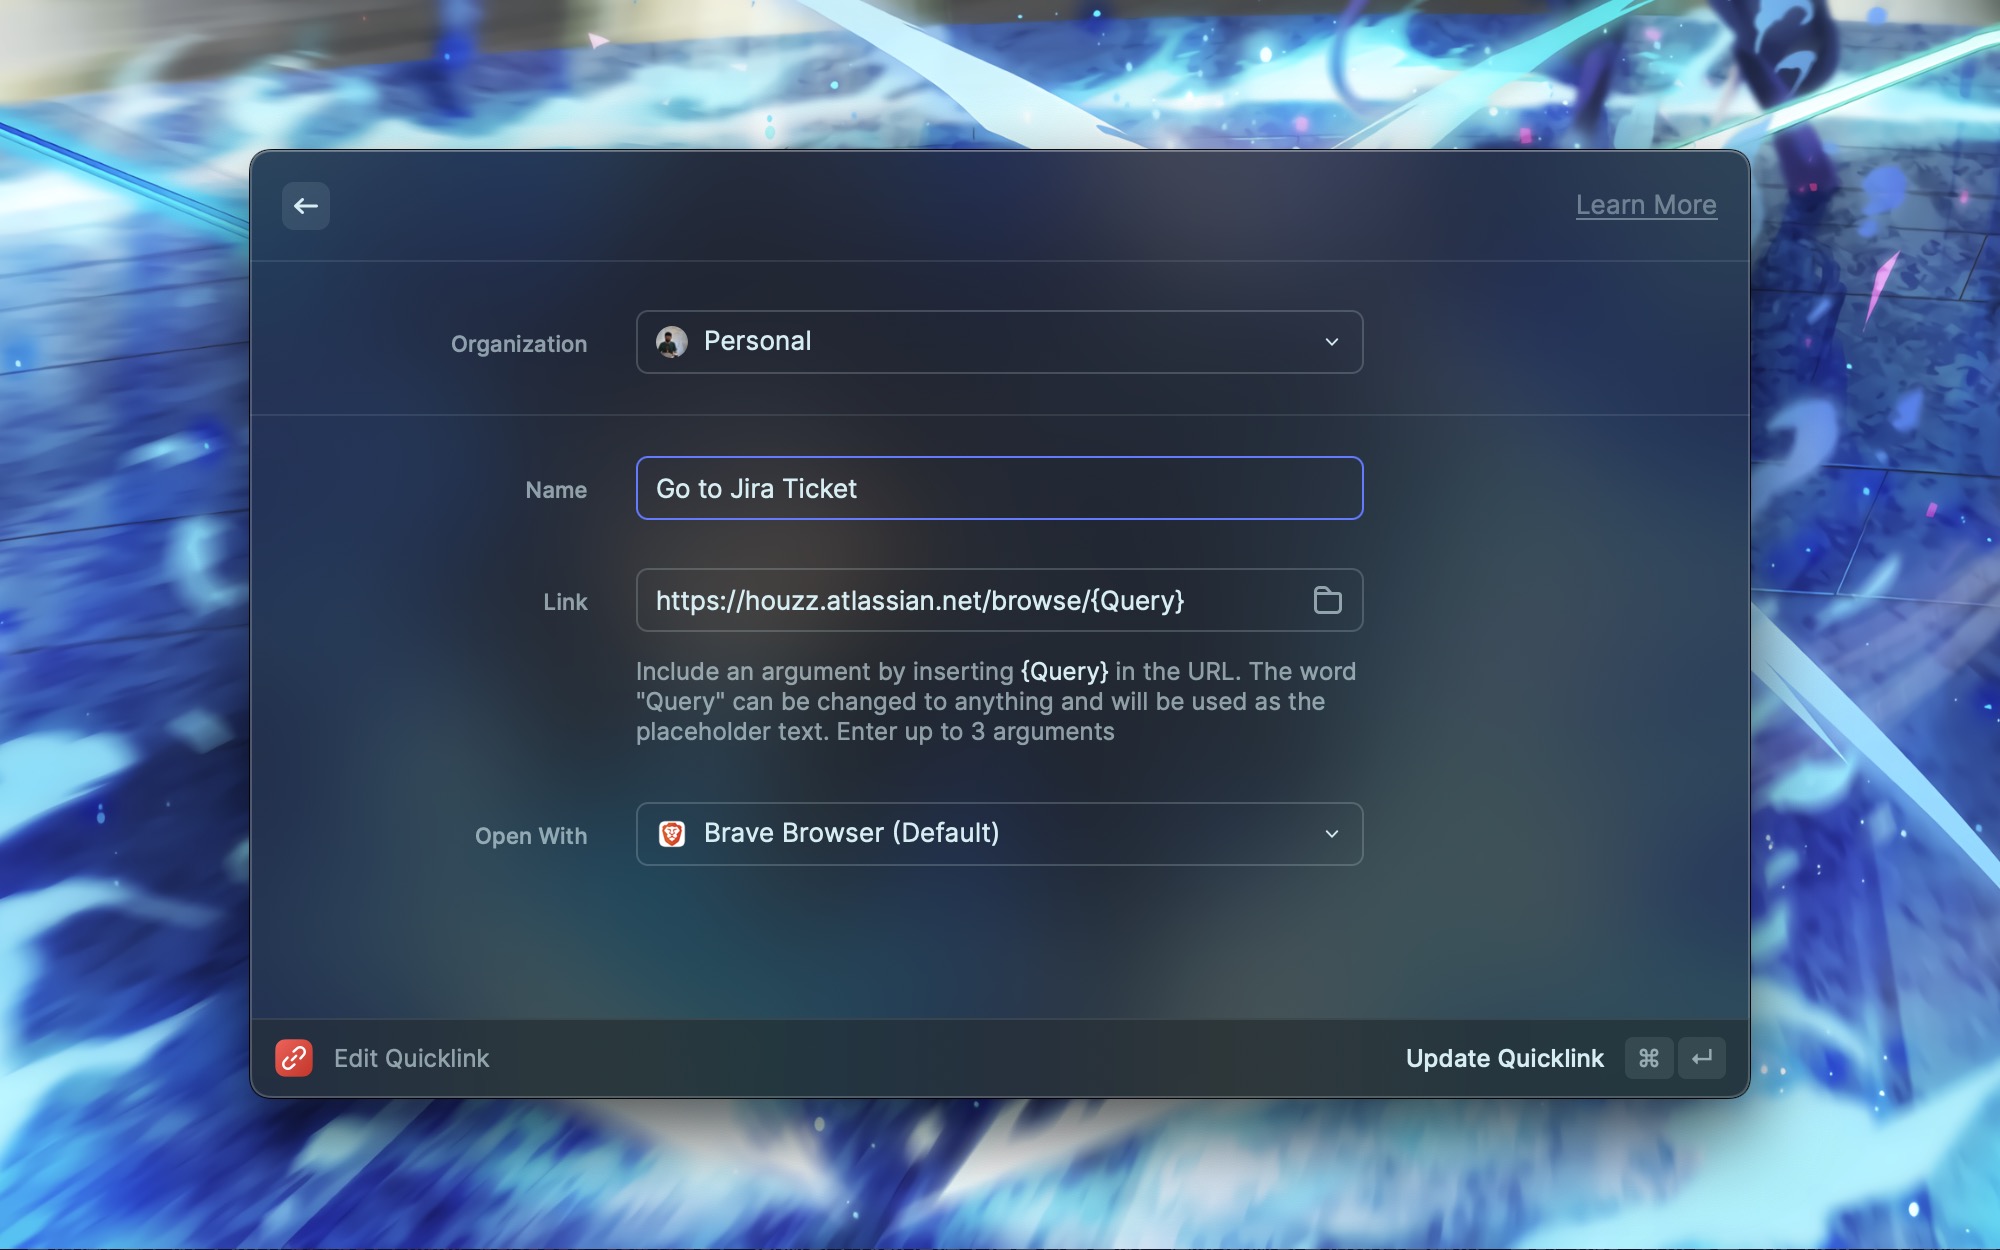 Learn More
Organization
Personal
Name
Go to Jira Ticket
Link
https://houzz.atlassian.net/browse/{Query}
Include an argument by inserting {Query} in the URL. The word
"Query" can be changed to anything and will be used as the
placeholder text. Enter up to 3 arguments
Open With
Brave Browser (Default)
Edit Quicklink
Update Quicklink ⌘ ↵